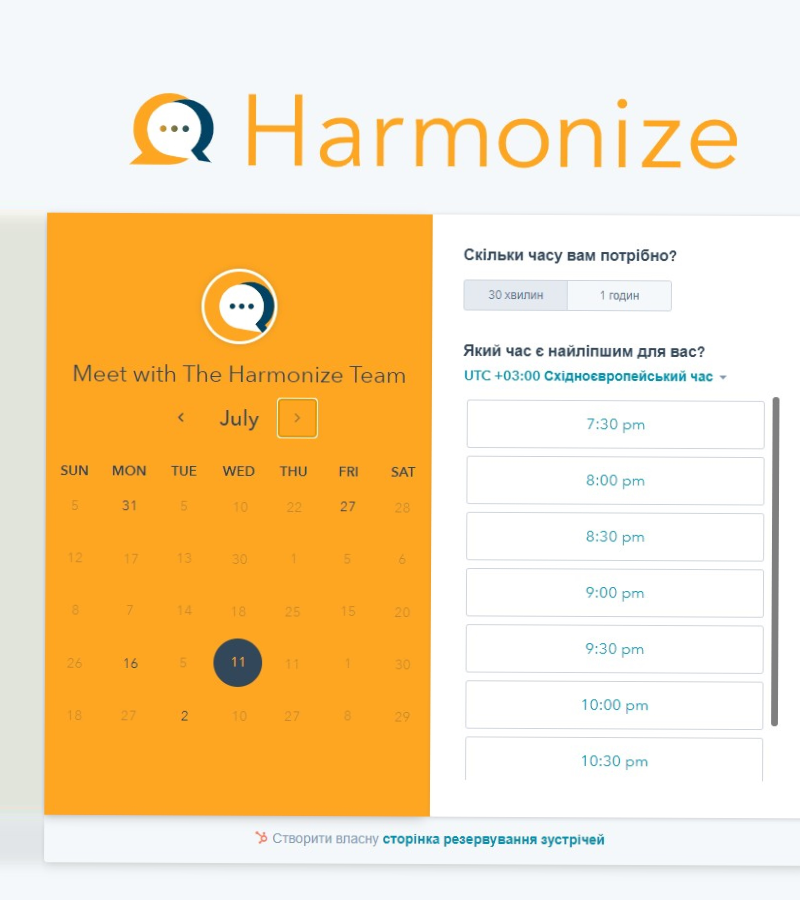 Harmonize
Meet with The Harmonize Team
July
SUN MON TUE WED THU FRI SAT
5 31 5 10 22 27 28
12 17 13 30 1 5 6
8 7 14 18 25 15 20
26 16 5 11 11 1 30
18 27 2 10 27 8 29
Скільки часу вам потрібно?
30 хвилин 1 годин
Який час є найліпшим для вас?
UTC +03:00 Східноєвропейський час
7:30 pm
8:00 pm
8:30 pm
9:00 pm
9:30 pm
10:00 pm
10:30 pm
Створити власну сторінка резервування зустрічей